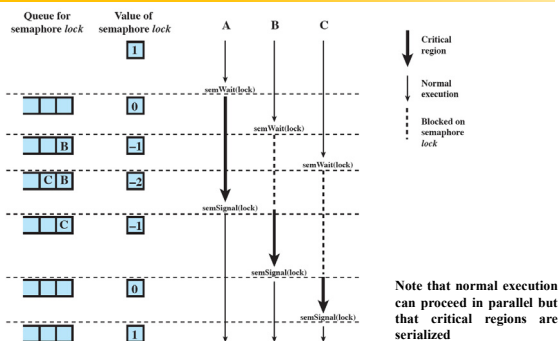 Queue for
semaphore lock
Value of
semaphore lock
A
B
C
1
semWait(lock)
0
semWait(lock)
B
-1
semWait(lock)
C B
-2
semSignal(lock)
C
-1
semSignal(lock)
0
semSignal(lock)
1
Critical
region
Normal
execution
Blocked on
semaphore
lock
Note that normal execution
can proceed in parallel but
that critical regions are
serialized